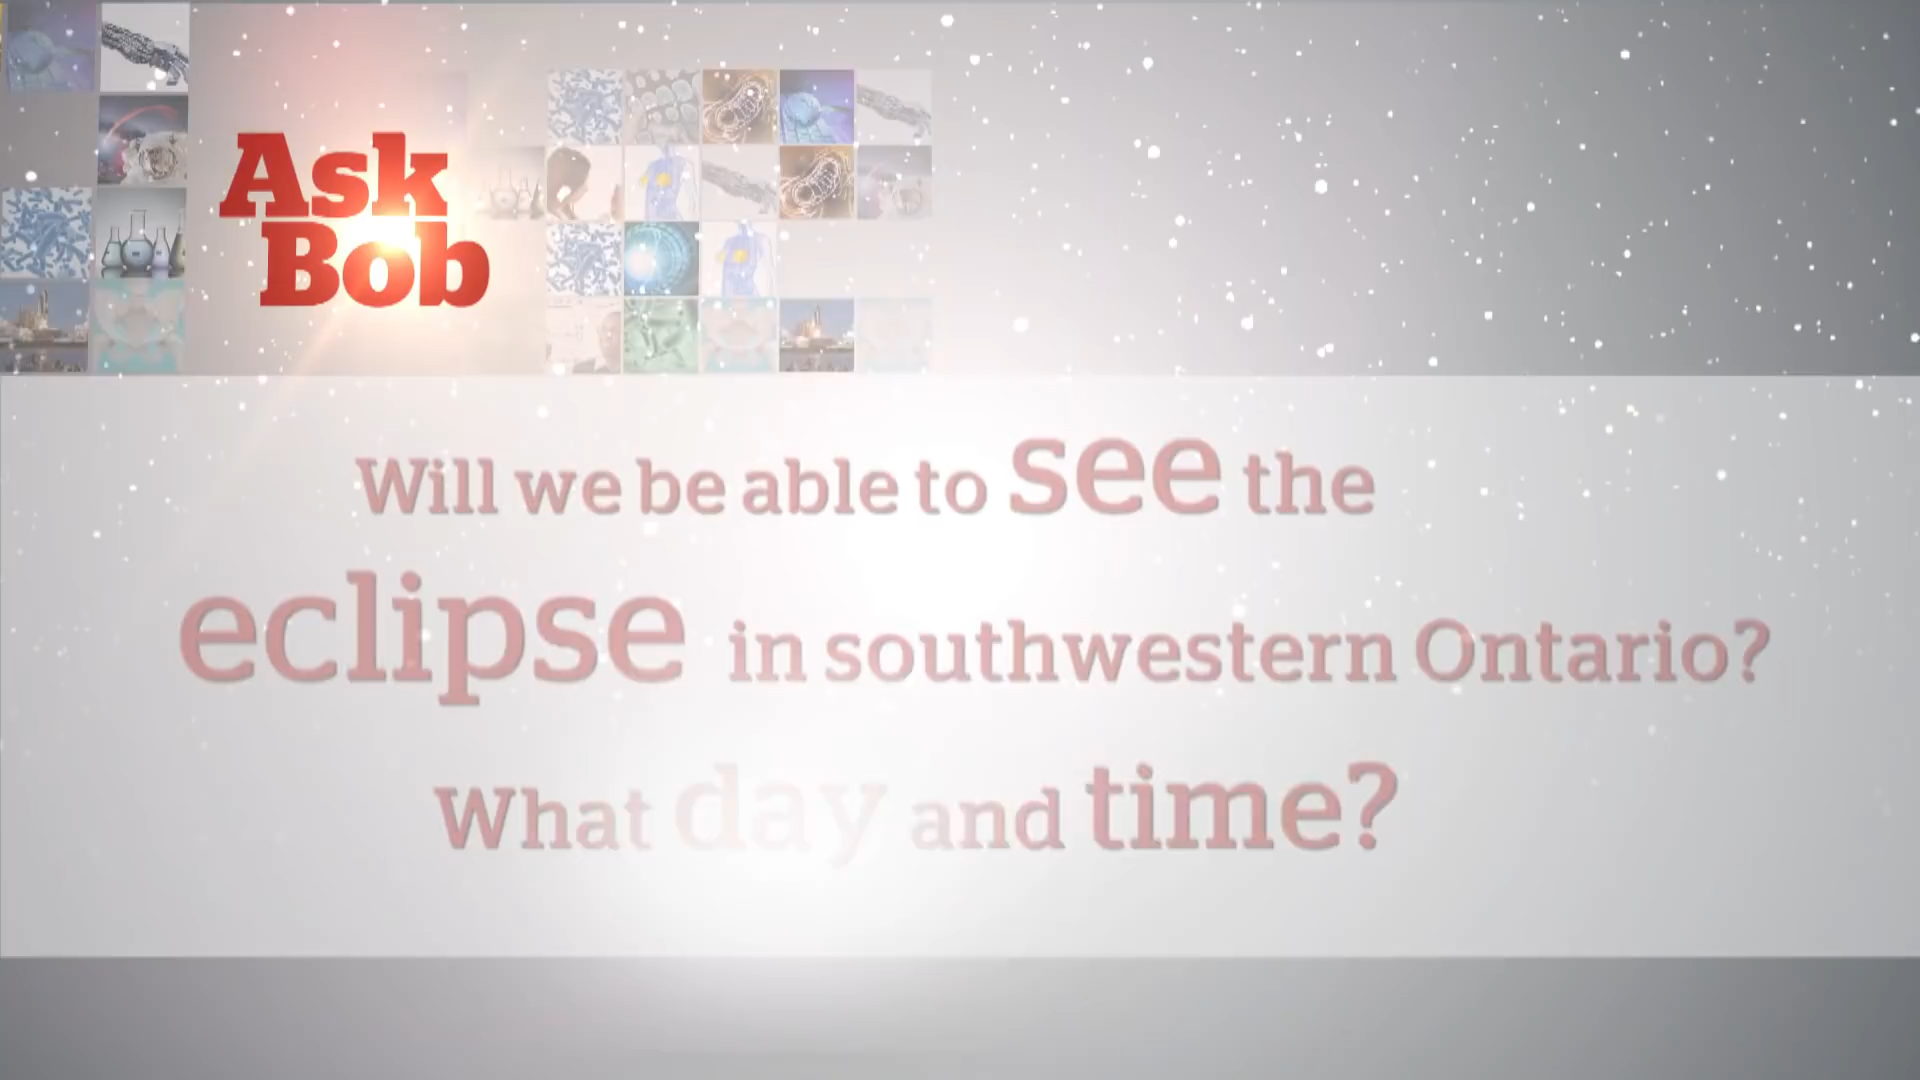 Ask
Bob
Will we be able to see the
eclipse in southwestern Ontario?
What day and time?